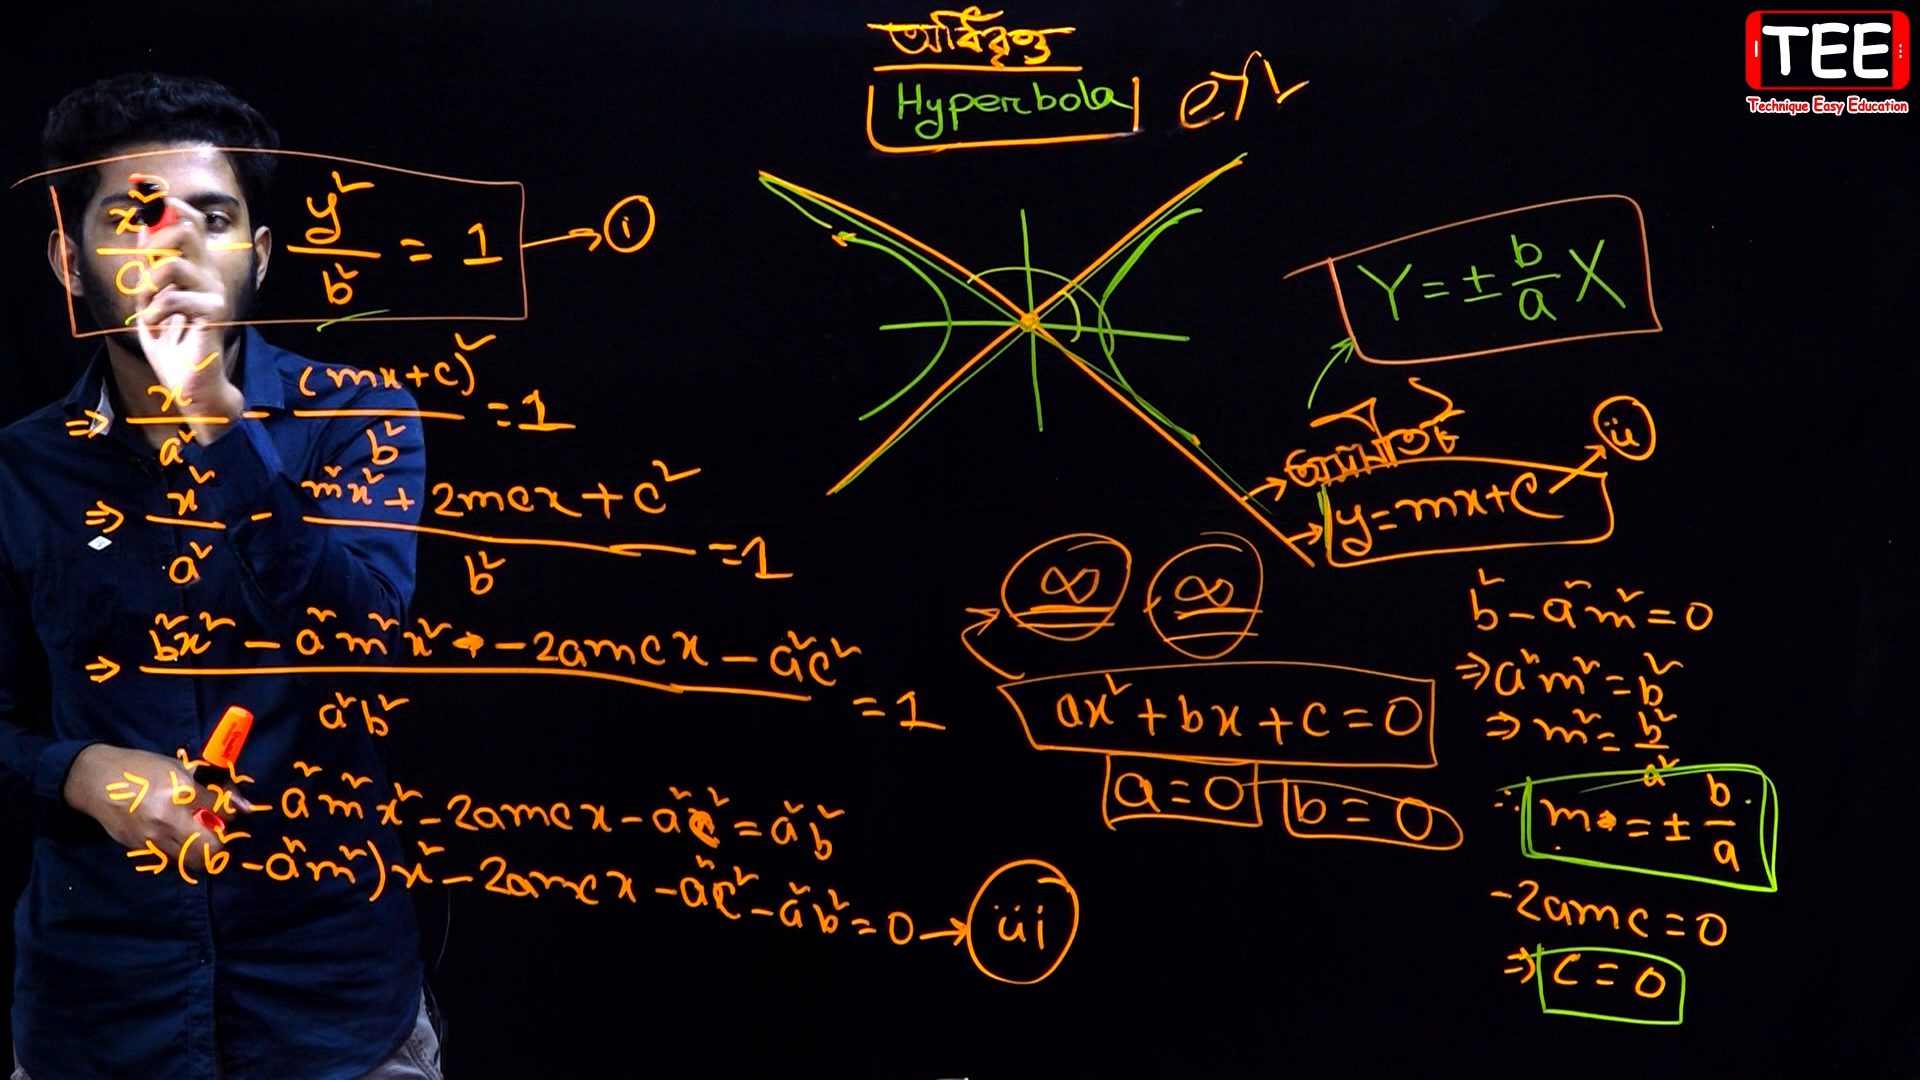 অধিবৃত্ত
Hyperbola e>1
TEE
Technique Easy Education
x²/a² - y²/b² = 1 → i
⇒ x²/a² - (mx+c)²/b² = 1
⇒ x²/a² - m²x² + 2mcx + c²/b² = 1
⇒ b²x² - a²m²x² - 2amcx - a²c²/a²b² = 1
⇒ b²x² - a²m²x² - 2amcx - a²c² = a²b²
⇒ (b² - a²m²)x² - 2amcx - a²c² - a²b² = 0 → iii
Y = ± b/a X
y = mx+c → ii
∞ ∞
ax² + bx + c = 0
a = 0 b = 0
b² - a²m² = 0
⇒ a²m² = b²
⇒ m² = b²/a²
∴ m = ± b/a
-2amc = 0
⇒ c = 0